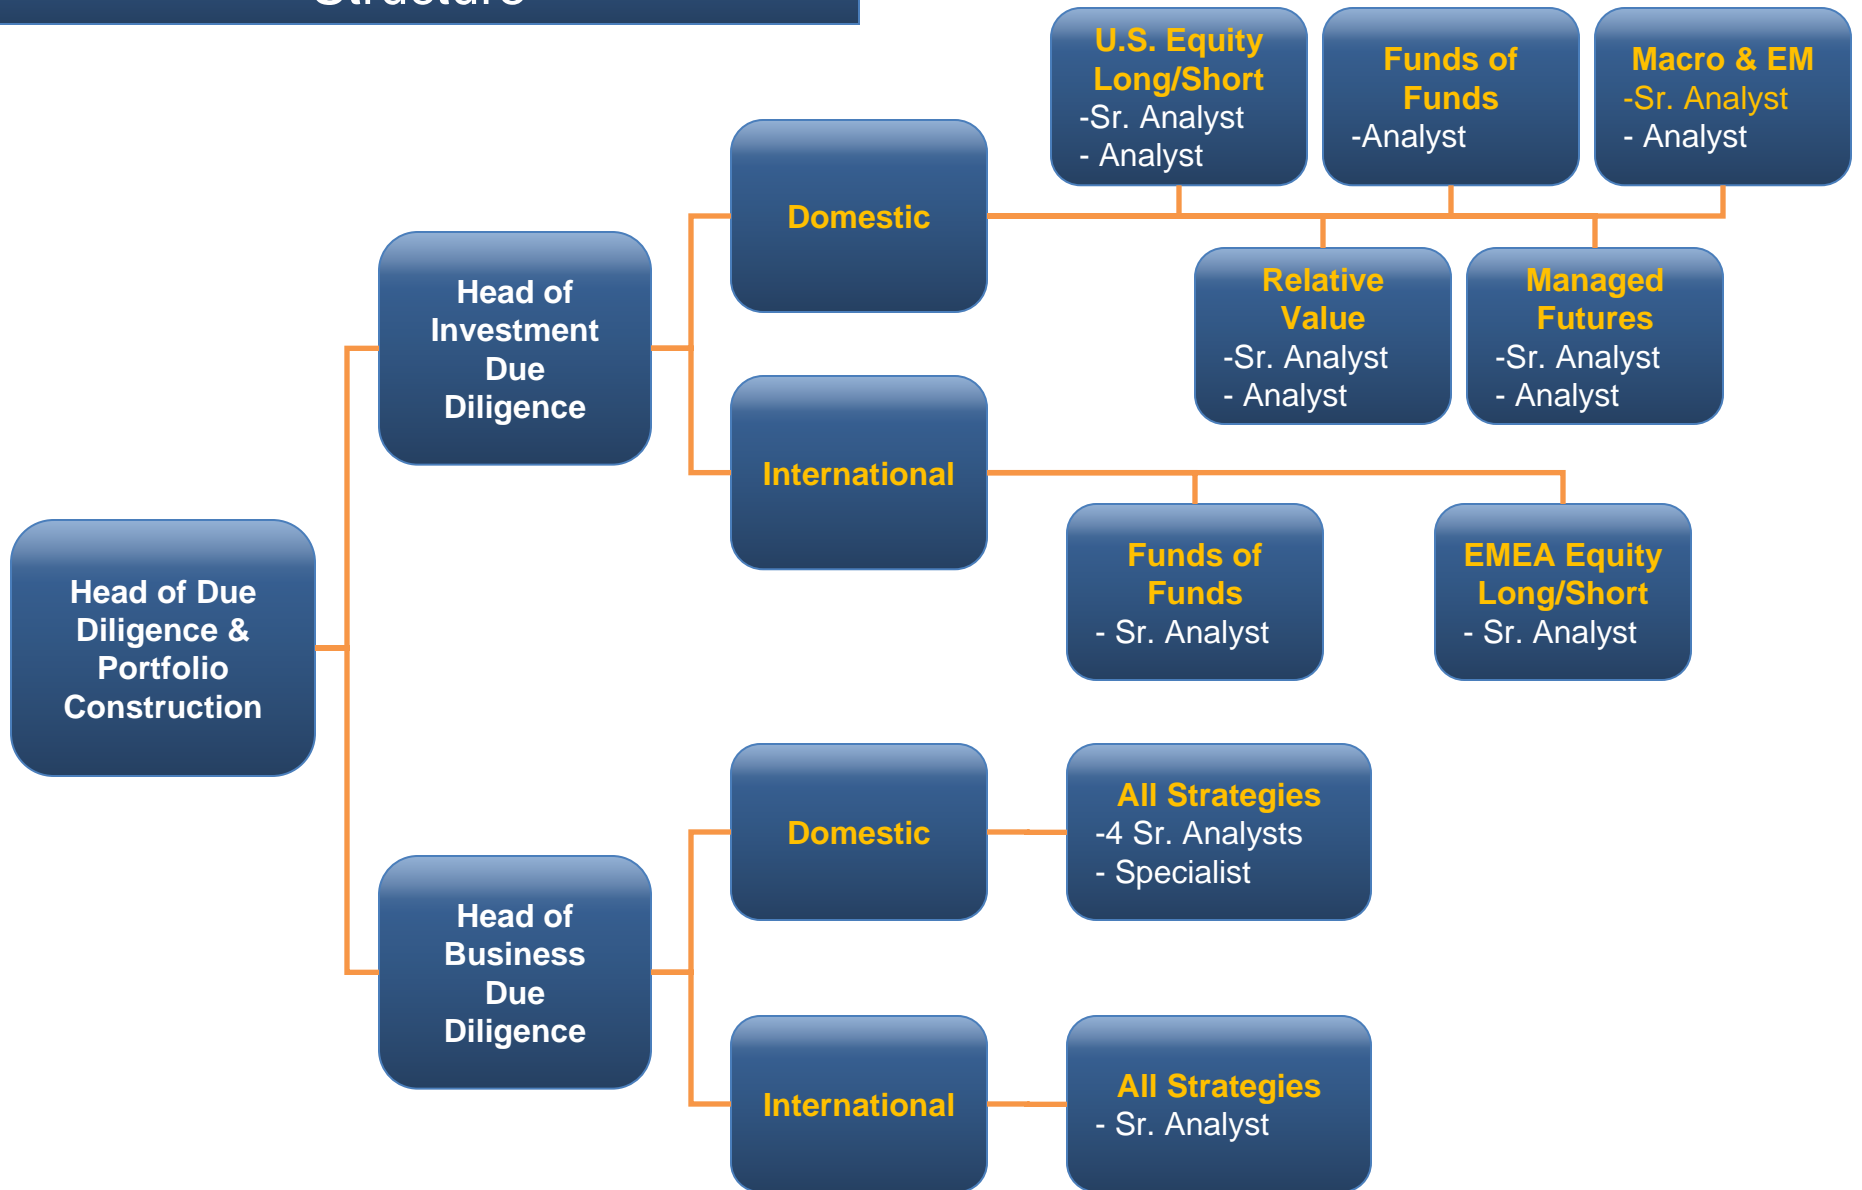 Structure
U.S. Equity
Long/Short
-Sr. Analyst
- Analyst
Funds of
Funds
-Analyst
Macro & EM
-Sr. Analyst
- Analyst
Domestic
Relative
Value
-Sr. Analyst
- Analyst
Managed
Futures
-Sr. Analyst
- Analyst
Head of
Investment
Due
Diligence
International
Funds of
Funds
- Sr. Analyst
EMEA Equity
Long/Short
- Sr. Analyst
Head of Due
Diligence &
Portfolio
Construction
Domestic
All Strategies
-4 Sr. Analysts
- Specialist
Head of
Business
Due
Diligence
International
All Strategies
- Sr. Analyst